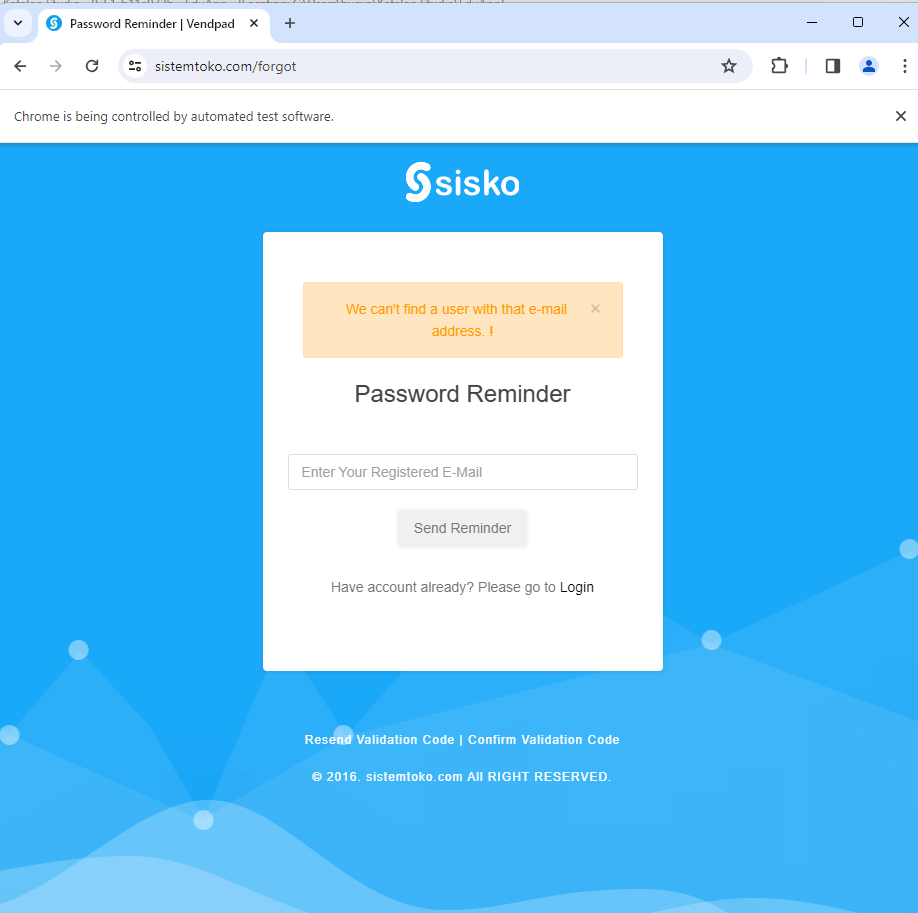 Password Reminder | Vendpad
sistemtoko.com/forgot
Chrome is being controlled by automated test software.
sisko
We can't find a user with that e-mail
address. !
Password Reminder
Enter Your Registered E-Mail
Send Reminder
Have account already? Please go to Login
Resend Validation Code | Confirm Validation Code
© 2016. sistemtoko.com All RIGHT RESERVED.